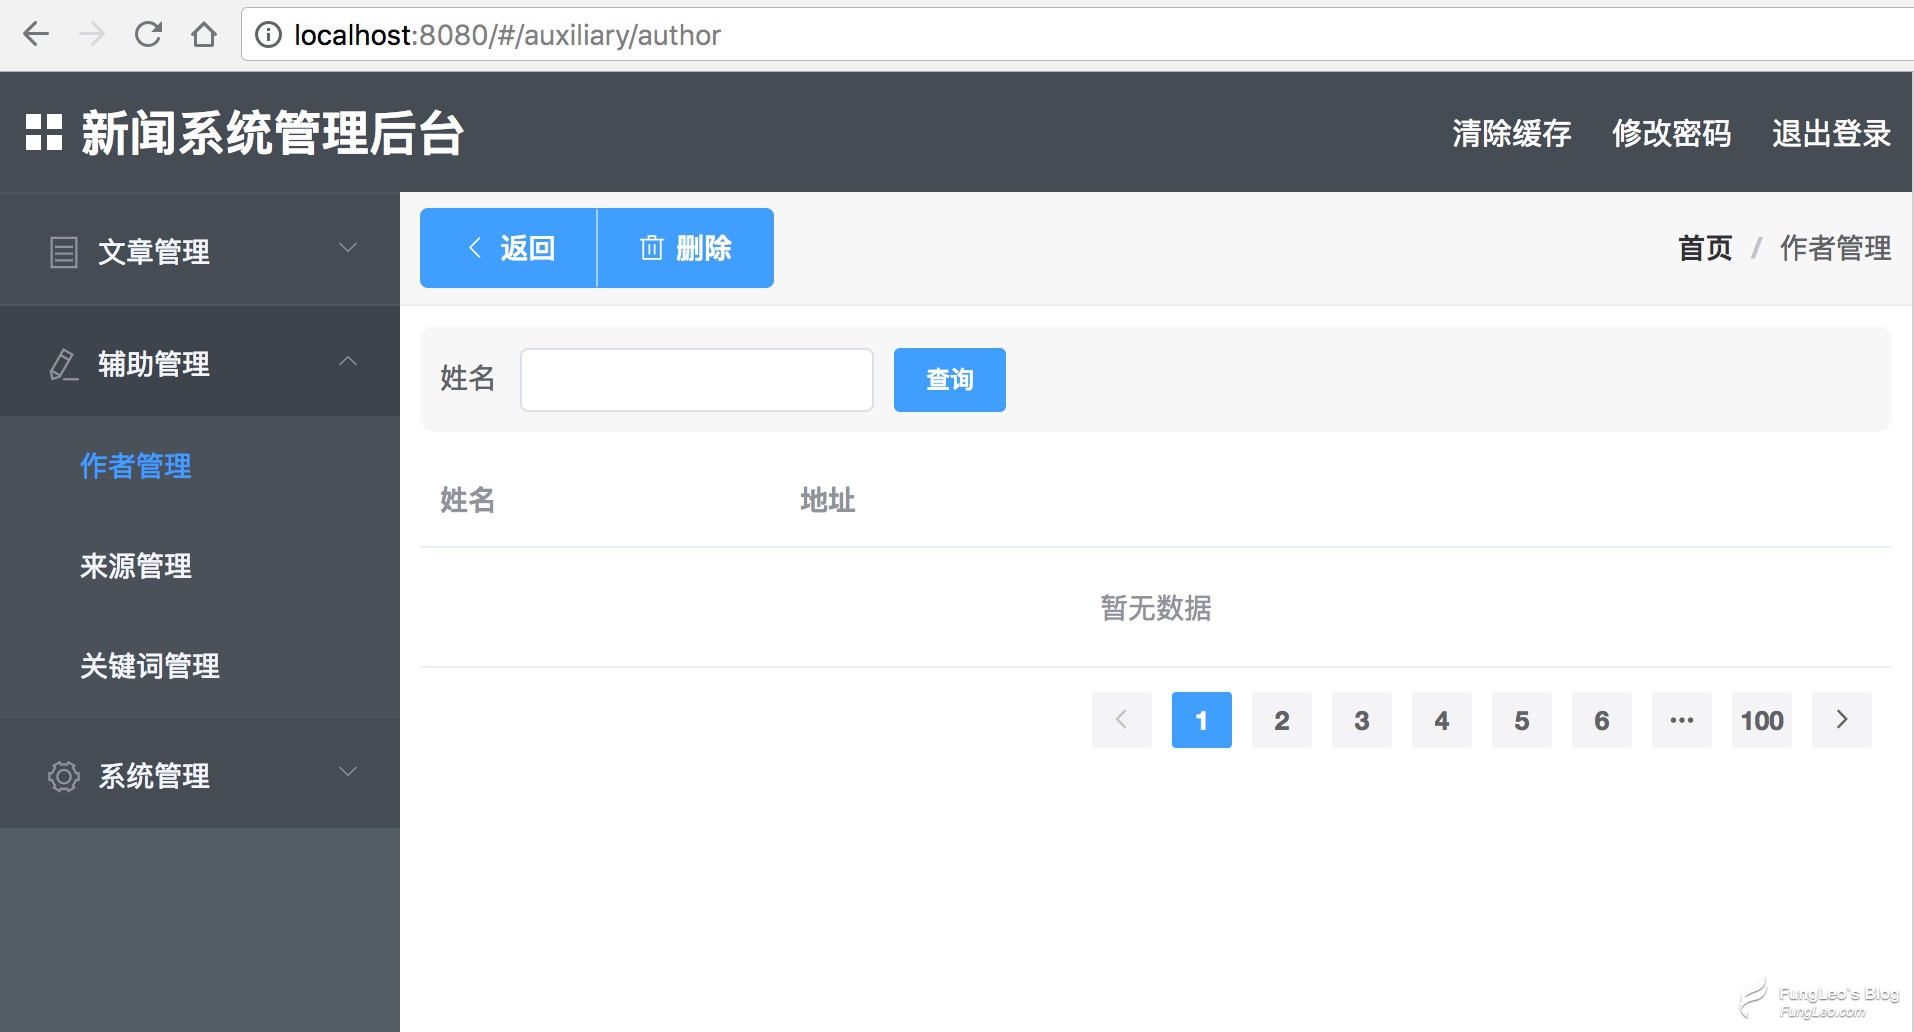 localhost:8080/#/auxiliary/author
新闻系统管理后台
清除缓存 修改密码 退出登录
文章管理
辅助管理
作者管理
来源管理
关键词管理
系统管理
返回 删除
首页 / 作者管理
姓名 查询
姓名 地址
暂无数据
1 2 3 4 5 6 ••• 100
FungLeo's Blog
FungLeo.com